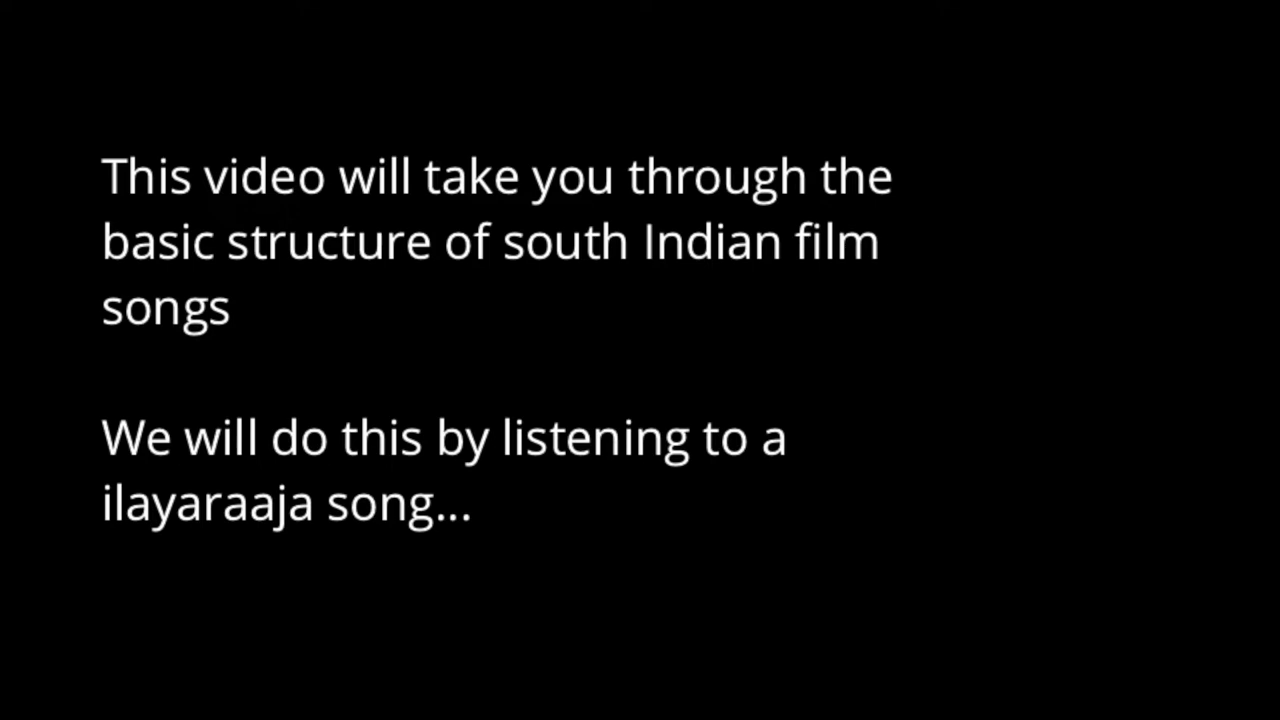 This video will take you through the
basic structure of south Indian film
songs
We will do this by listening to a
ilayaraaja song...